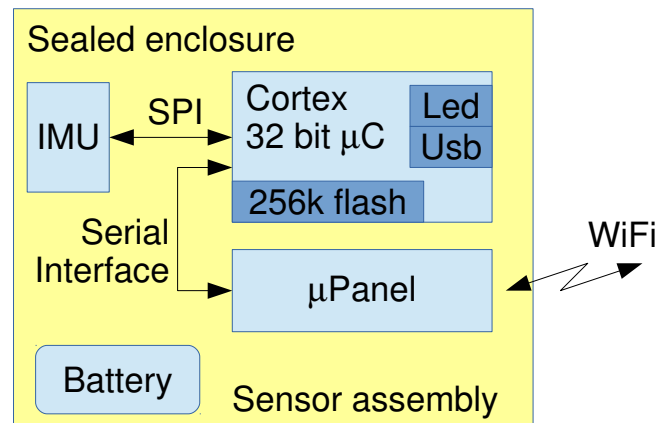 Sealed enclosure
IMU
SPI
Cortex
32 bit μC
Led
Usb
256k flash
Serial
Interface
μPanel
WiFi
Battery
Sensor assembly